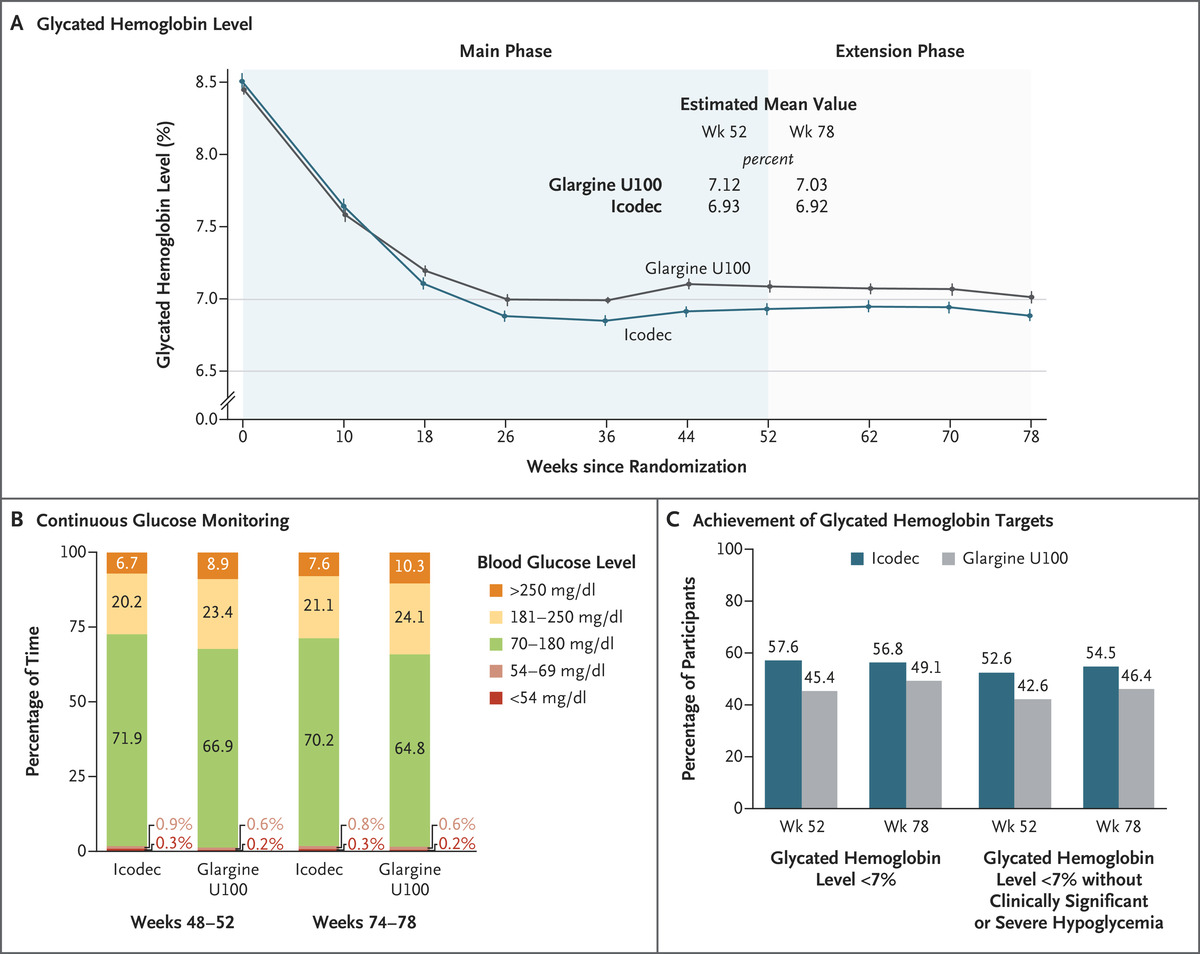 A Glycated Hemoglobin Level
Main Phase Extension Phase
Glycated Hemoglobin Level (%)
8.5
8.0
7.5
7.0
6.5
0.0
Estimated Mean Value
Wk 52 Wk 78
percent
Glargine U100 7.12 7.03
Icodec 6.93 6.92
Glargine U100
Icodec
0 10 18 26 36 44 52 62 70 78
Weeks since Randomization
B Continuous Glucose Monitoring
Percentage of Time
100
75
50
25
0
6.7 8.9 7.6 10.3
20.2 23.4 21.1 24.1
71.9 66.9 70.2 64.8
0.9% 0.6% 0.8% 0.6%
0.3% 0.2% 0.3% 0.2%
Icodec Glargine Icodec Glargine
U100 U100
Weeks 48–52 Weeks 74–78
Blood Glucose Level
>250 mg/dl
181–250 mg/dl
70–180 mg/dl
54–69 mg/dl
<54 mg/dl
C Achievement of Glycated Hemoglobin Targets
Percentage of Participants
100
80
60
40
20
0
Icodec Glargine U100
57.6 45.4 56.8 49.1 52.6 42.6 54.5 46.4
Wk 52 Wk 78 Wk 52 Wk 78
Glycated Hemoglobin
Level <7%
Glycated Hemoglobin
Level <7% without
Clinically Significant
or Severe Hypoglycemia